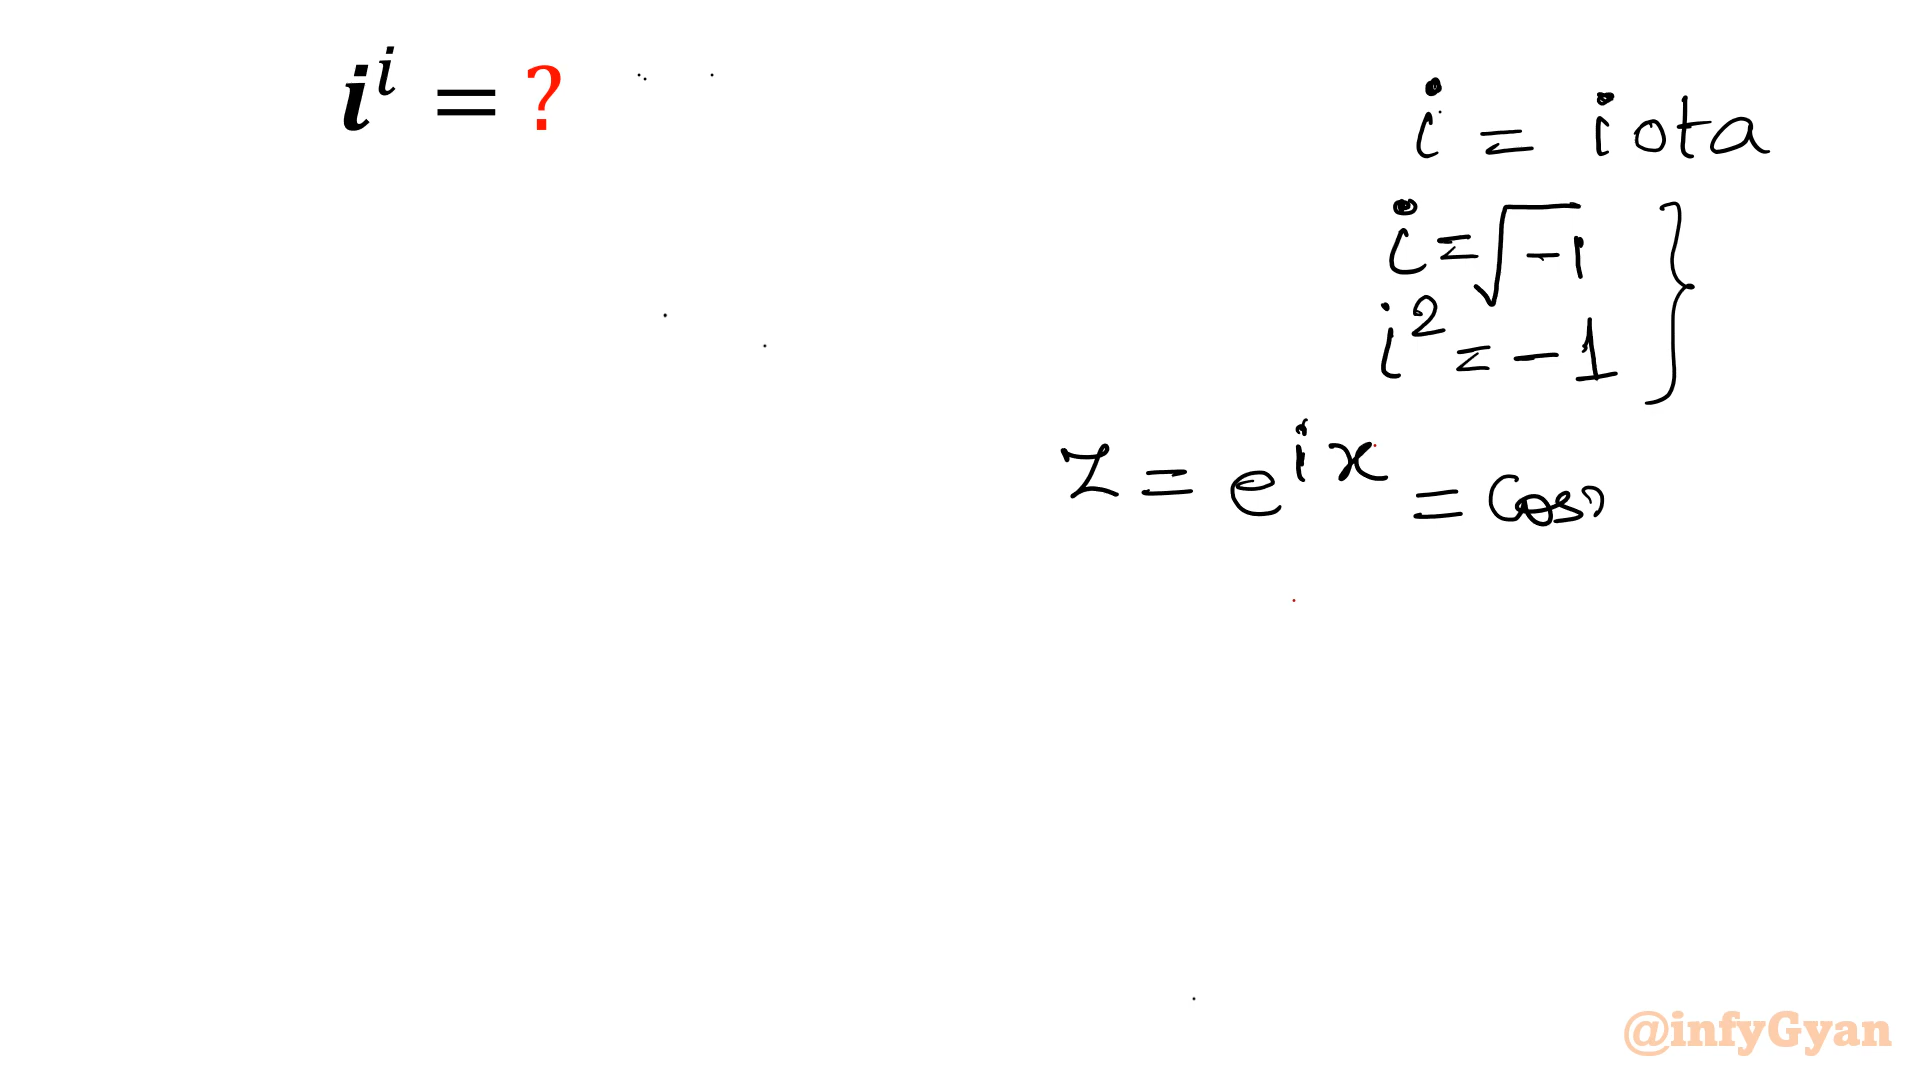 i^i = ?
i = iota
i = √-1
i² = -1
z = e^ix = cos
@infyGyan